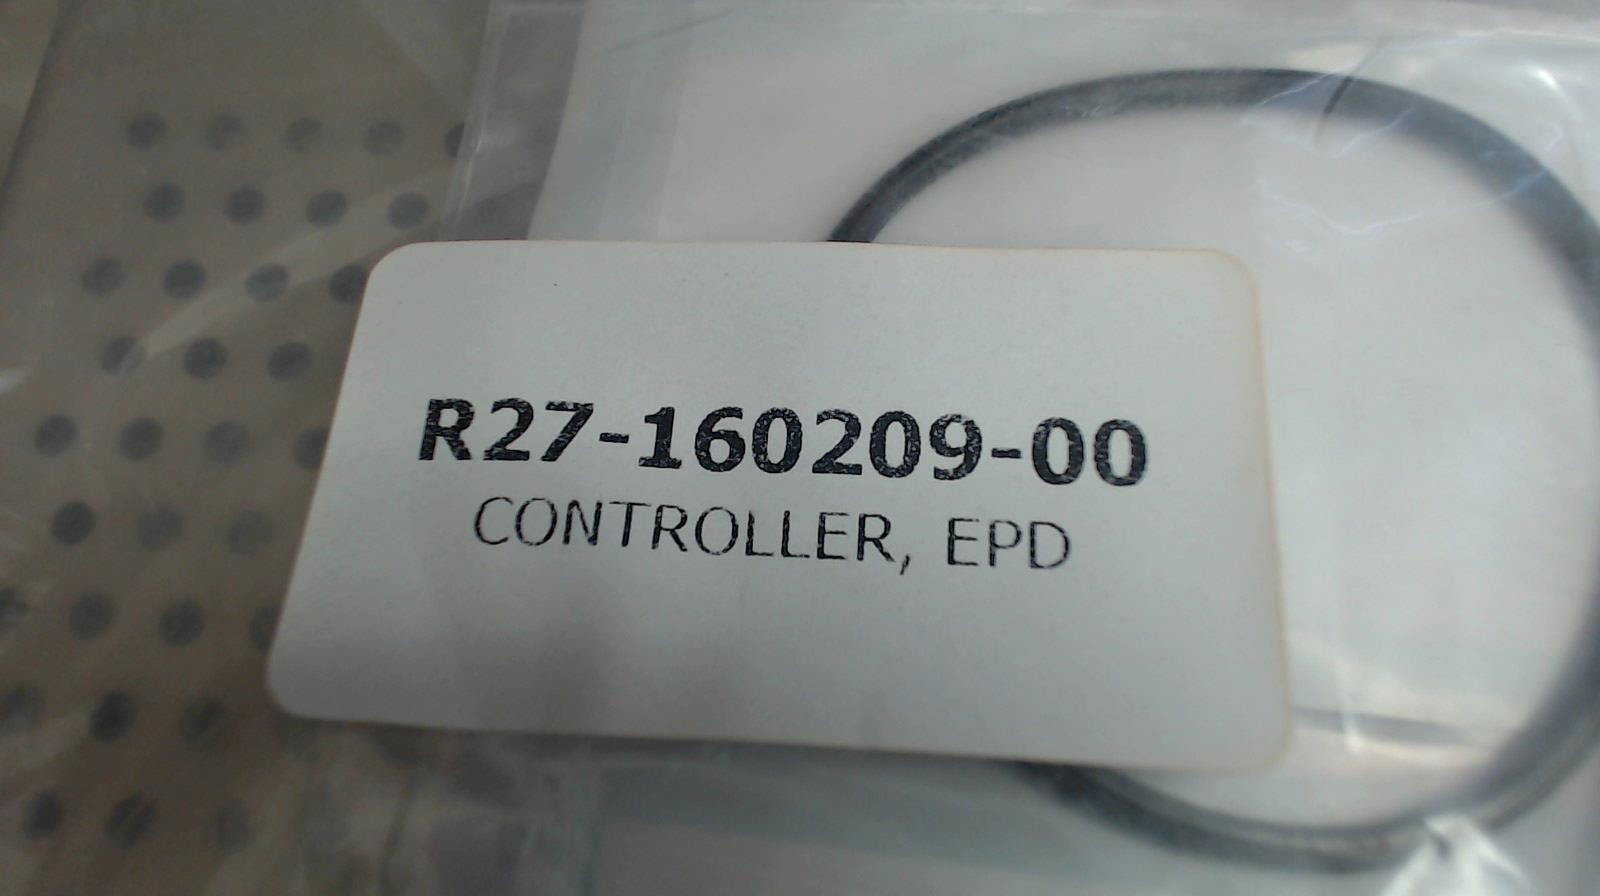 R27-160209-00
CONTROLLER, EPD